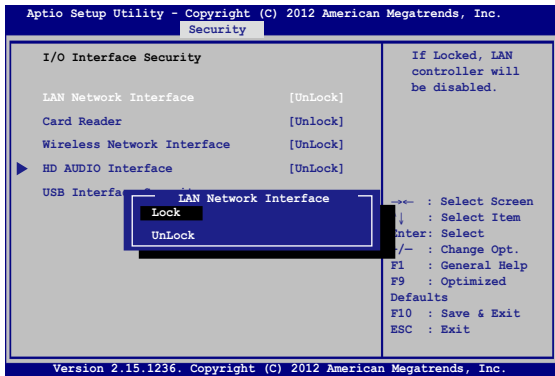 Aptio Setup Utility - Copyright (C) 2012 American Megatrends, Inc.
Security
I/O Interface Security
LAN Network Interface [UnLock]
Card Reader [Unlock]
Wireless Network Interface [UnLock]
HD AUDIO Interface [UnLock]
USB Interfa
LAN Network Interface
Lock
UnLock
If Locked, LAN
controller will
be disabled.
→← : Select Screen
↑↓ : Select Item
Enter: Select
+/— : Change Opt.
F1 : General Help
F9 : Optimized
Defaults
F10 : Save & Exit
ESC : Exit
Version 2.15.1236. Copyright (C) 2012 American Megatrends, Inc.